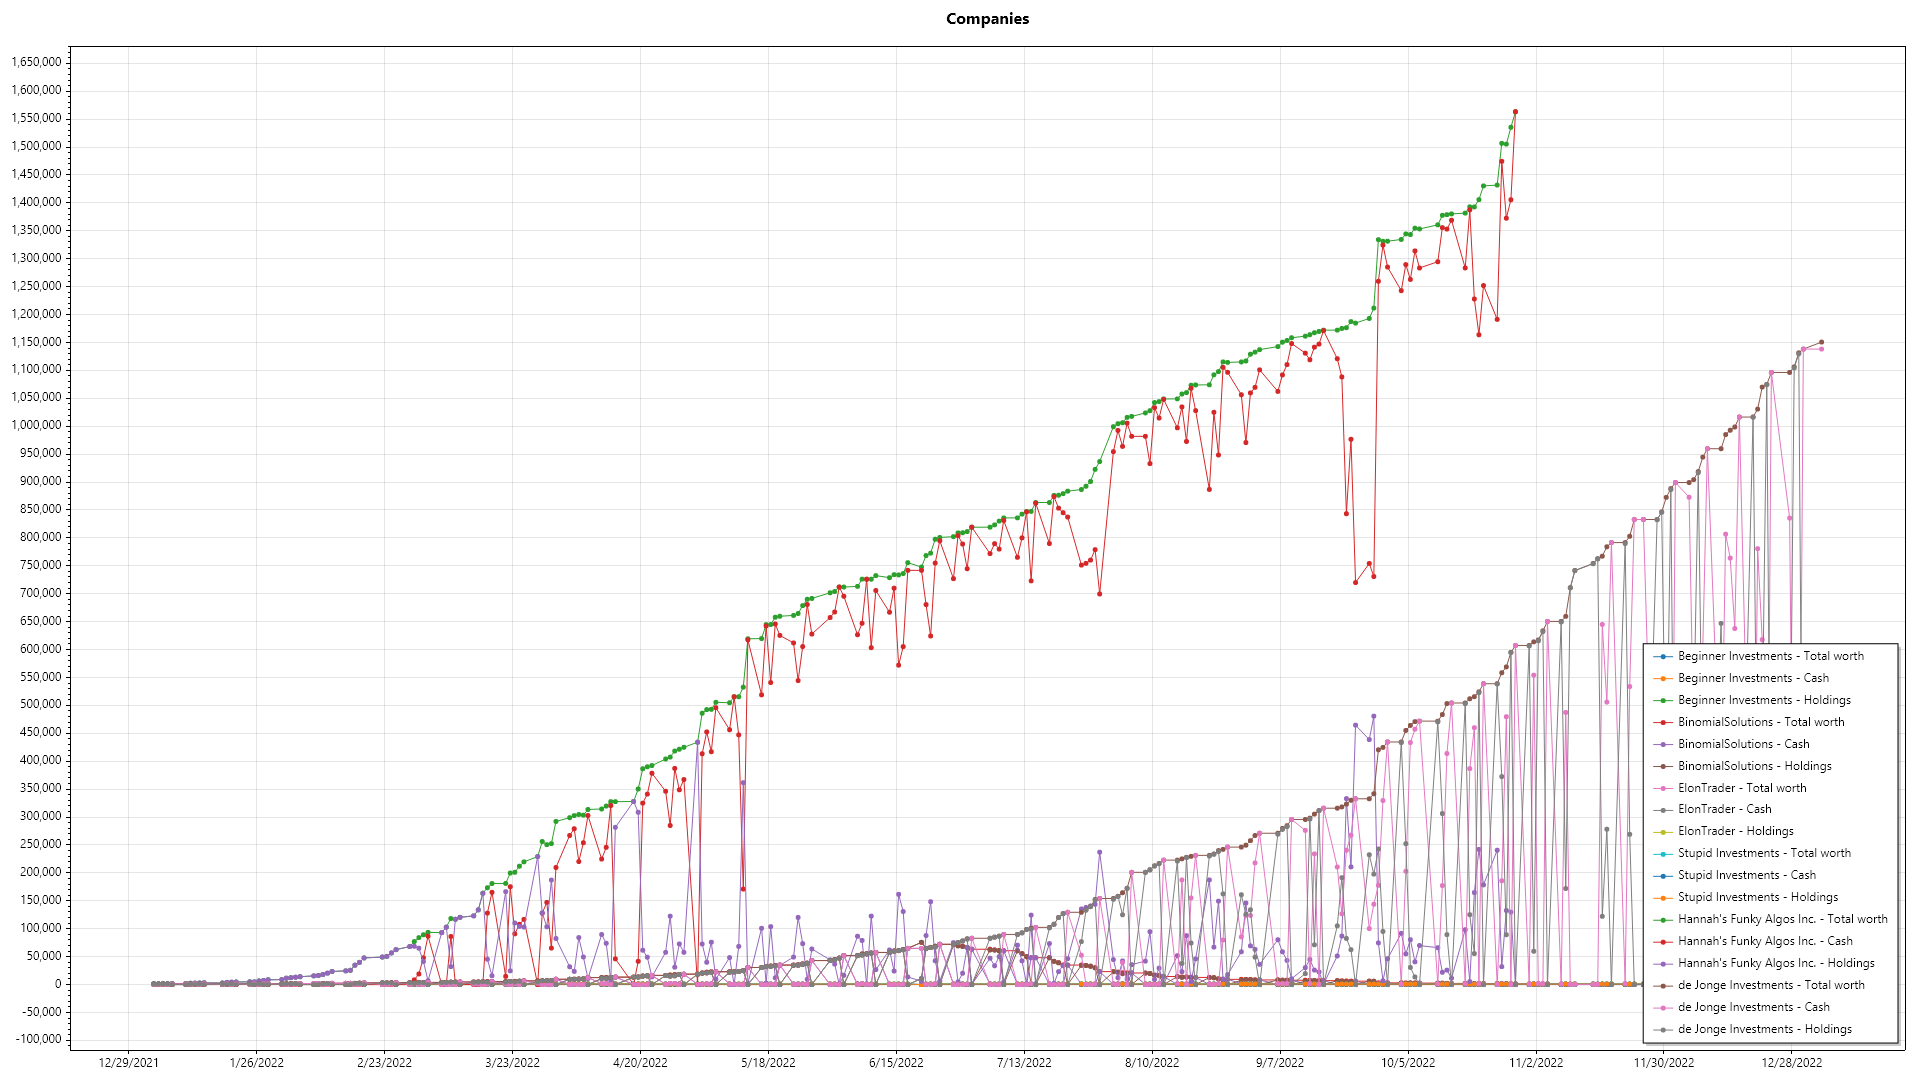 Companies
1,650,000
1,600,000
1,550,000
1,500,000
1,450,000
1,400,000
1,350,000
1,300,000
1,250,000
1,200,000
1,150,000
1,100,000
1,050,000
1,000,000
950,000
900,000
850,000
800,000
750,000
700,000
650,000
600,000
550,000
500,000
450,000
400,000
350,000
300,000
250,000
200,000
150,000
100,000
50,000
0
-50,000
-100,000
12/29/2021
1/26/2022
2/23/2022
3/23/2022
4/20/2022
5/18/2022
6/15/2022
7/13/2022
8/10/2022
9/7/2022
10/5/2022
11/2/2022
11/30/2022
12/28/2022
Beginner Investments - Total worth
Beginner Investments - Cash
Beginner Investments - Holdings
BinomialSolutions - Total worth
BinomialSolutions - Cash
BinomialSolutions - Holdings
ElonTrader - Total worth
ElonTrader - Cash
ElonTrader - Holdings
Stupid Investments - Total worth
Stupid Investments - Cash
Stupid Investments - Holdings
Hannah's Funky Algos Inc. - Total worth
Hannah's Funky Algos Inc. - Cash
Hannah's Funky Algos Inc. - Holdings
de Jonge Investments - Total worth
de Jonge Investments - Cash
de Jonge Investments - Holdings